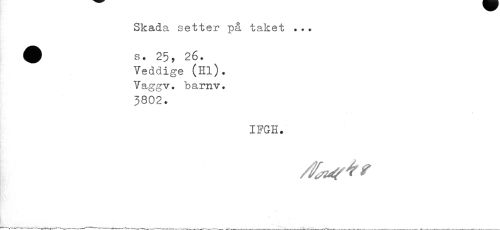 Skada setter på taket ...
s. 25, 26.
Veddige (Hl).
Vaggv. barnv.
3802.
IFGH.